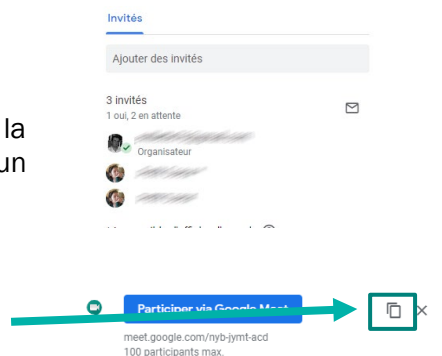 Invités
Ajouter des invités
3 invités
1 oui, 2 en attente
la
un
Organisateur
Participer via Google Meet
meet.google.com/nyb-jymt-acd
100 participants max.